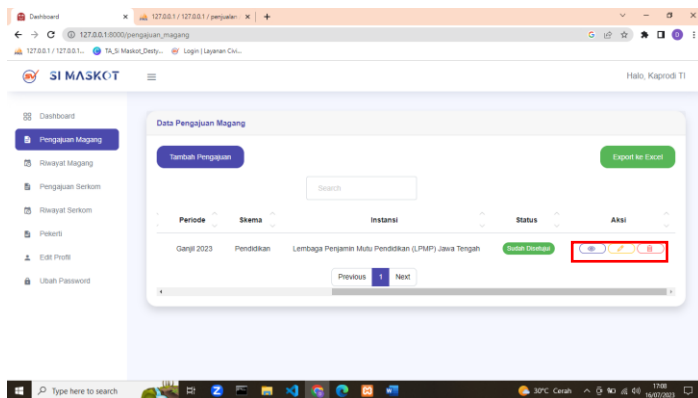 Dashboard
127.0.0.1 / 127.0.0.1 / penjualan
127.0.0.1:8000/pengajuan_magang
127.0.0.1 / 127.0.0.1...
TA_Si Maskot_Desty...
Login | Layanan Civi...
SV
SI MASKOT
Halo, Kaprodi TI
Dashboard
Pengajuan Magang
Riwayat Magang
Pengajuan Serkom
Riwayat Serkom
Pekerti
Edit Profil
Ubah Password
Data Pengajuan Magang
Tambah Pengajuan
Export ke Excel
Search
Periode Skema Instansi Status Aksi
Ganjil 2023 Pendidikan Lembaga Penjamin Mutu Pendidikan (LPMP) Jawa Tengah Sudah Disetujui
Previous 1 Next
Type here to search
30°C Cerah
17:08
16/07/2023